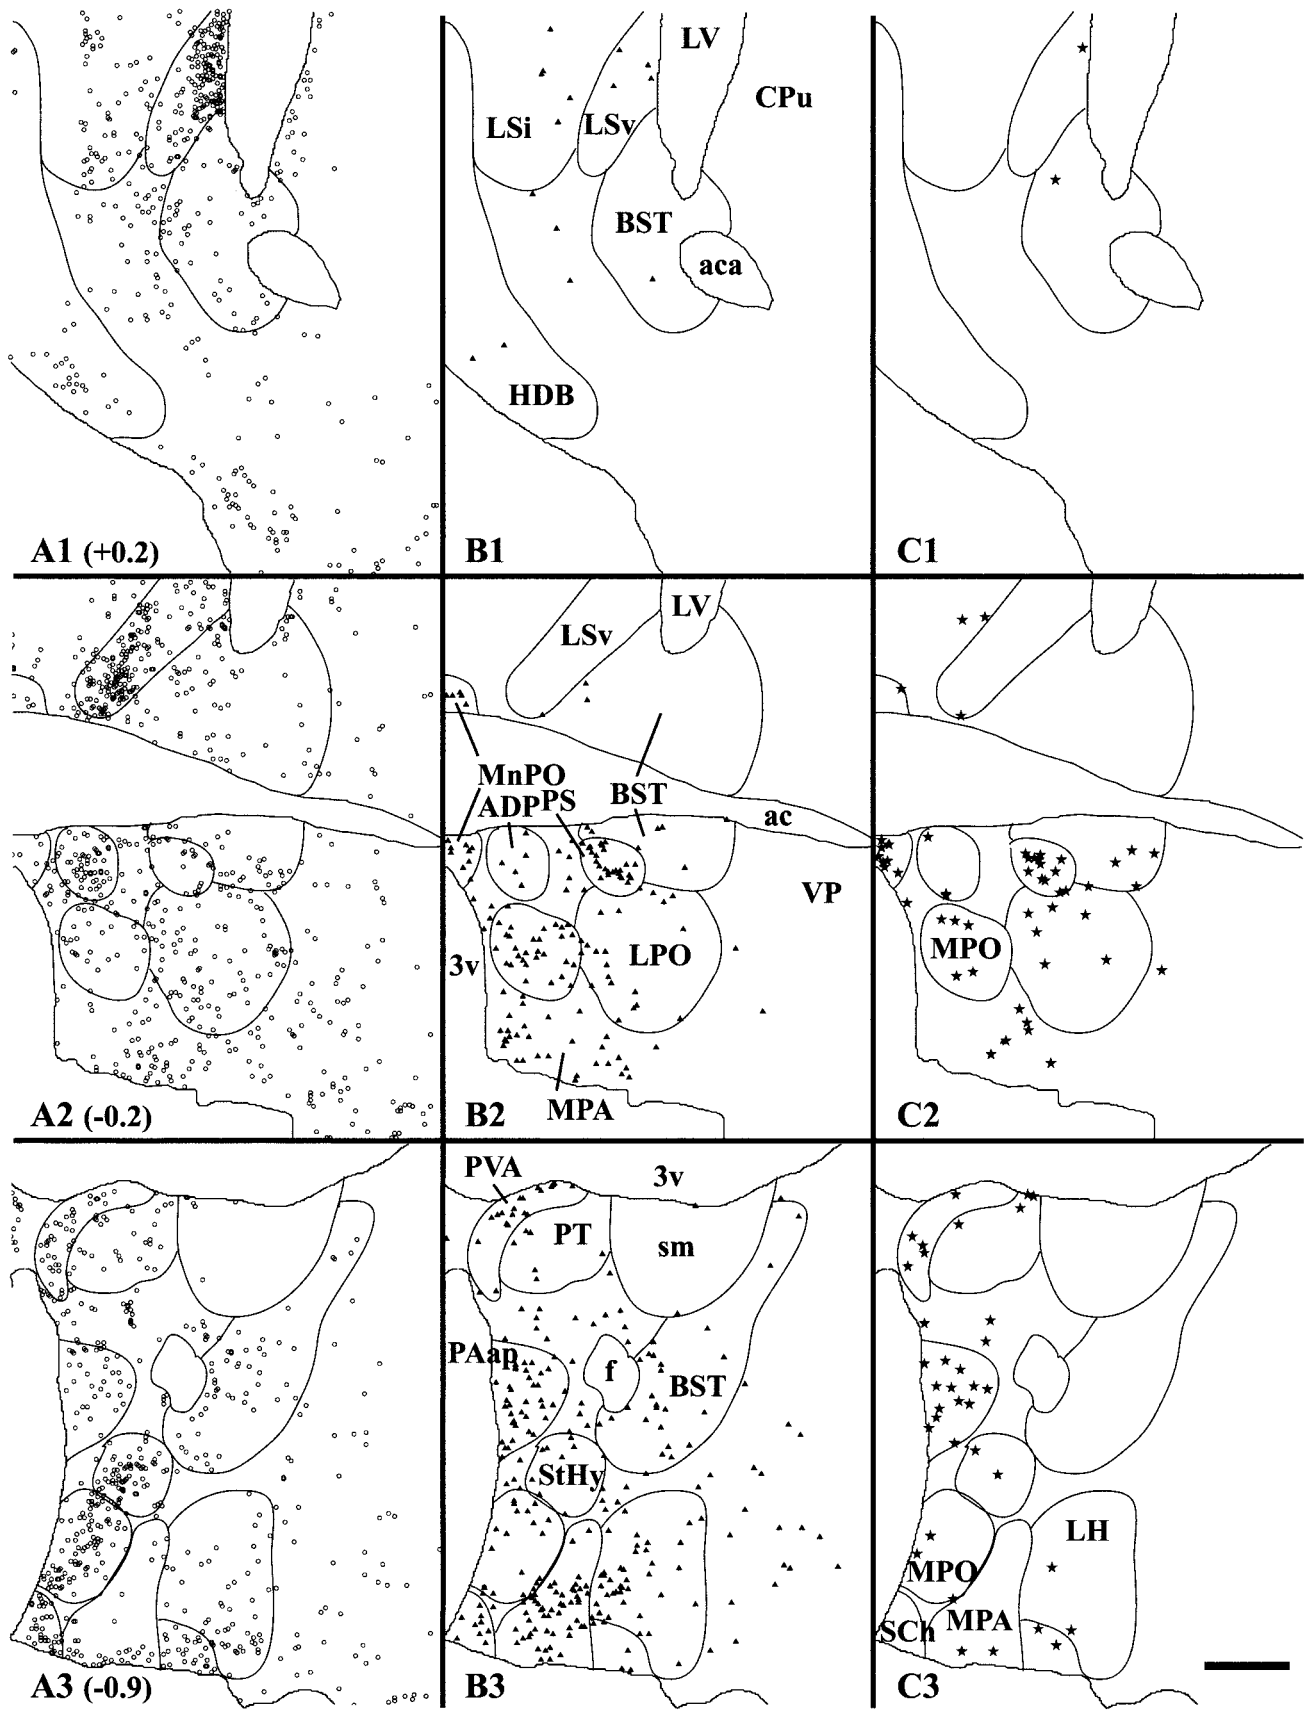 LV
CPu
LSi
LSv
BST
aca
HDB
A1 (+0.2)
B1
C1
LV
LSv
MnPO
ADP
PS
BST
ac
VP
MPO
LPO
3v
MPA
A2 (-0.2)
B2
C2
PVA
3v
PT
sm
PAap
f
BST
StHy
LH
MPO
MPA
SCh
A3 (-0.9)
B3
C3